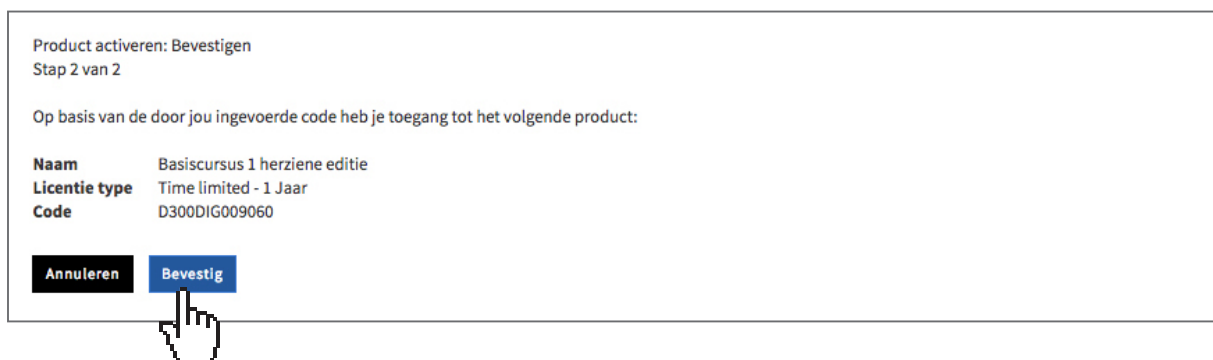 Product activeren: Bevestigen
Stap 2 van 2
Op basis van de door jou ingevoerde code heb je toegang tot het volgende product:
Naam Basiscursus 1 herziene editie
Licentie type Time limited - 1 Jaar
Code D300DIG009060
Annuleren Bevestig